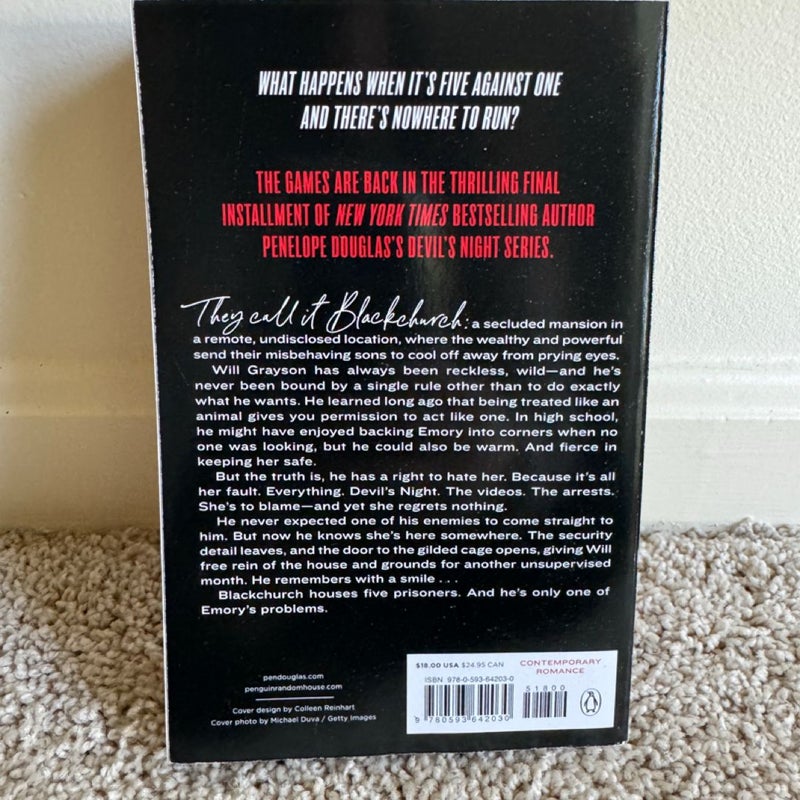 WHAT HAPPENS WHEN IT'S FIVE AGAINST ONE
AND THERE'S NOWHERE TO RUN?
THE GAMES ARE BACK IN THE THRILLING FINAL
INSTALLMENT OF NEW YORK TIMES BESTSELLING AUTHOR
PENELOPE DOUGLAS'S DEVIL'S NIGHT SERIES.
They call it Blackchurch: a secluded mansion in
a remote, undisclosed location, where the wealthy and powerful
send their misbehaving sons to cool off away from prying eyes.
Will Grayson has always been reckless, wild—and he's
never been bound by a single rule other than to do exactly
what he wants. He learned long ago that being treated like an
animal gives you permission to act like one. In high school,
he might have enjoyed backing Emory into corners when no
one was looking, but he could also be warm. And fierce in
keeping her safe.
But the truth is, he has a right to hate her. Because it's all
her fault. Everything. Devil's Night. The videos. The arrests.
She's to blame—and yet she regrets nothing.
He never expected one of his enemies to come straight to
him. But now he knows she's here somewhere. The security
detail leaves, and the door to the gilded cage opens, giving Will
free rein of the house and grounds for another unsupervised
month. He remembers with a smile . . .
Blackchurch houses five prisoners. And he's only one of
Emory's problems.
pendouglas.com
penguinrandomhouse.com
Cover design by Colleen Reinhart
Cover photo by Michael Duva / Getty Images
$18.00 USA $24.95 CAN
CONTEMPORARY
ROMANCE
ISBN 978-0-593-64203-0
51800
9 780593 642030